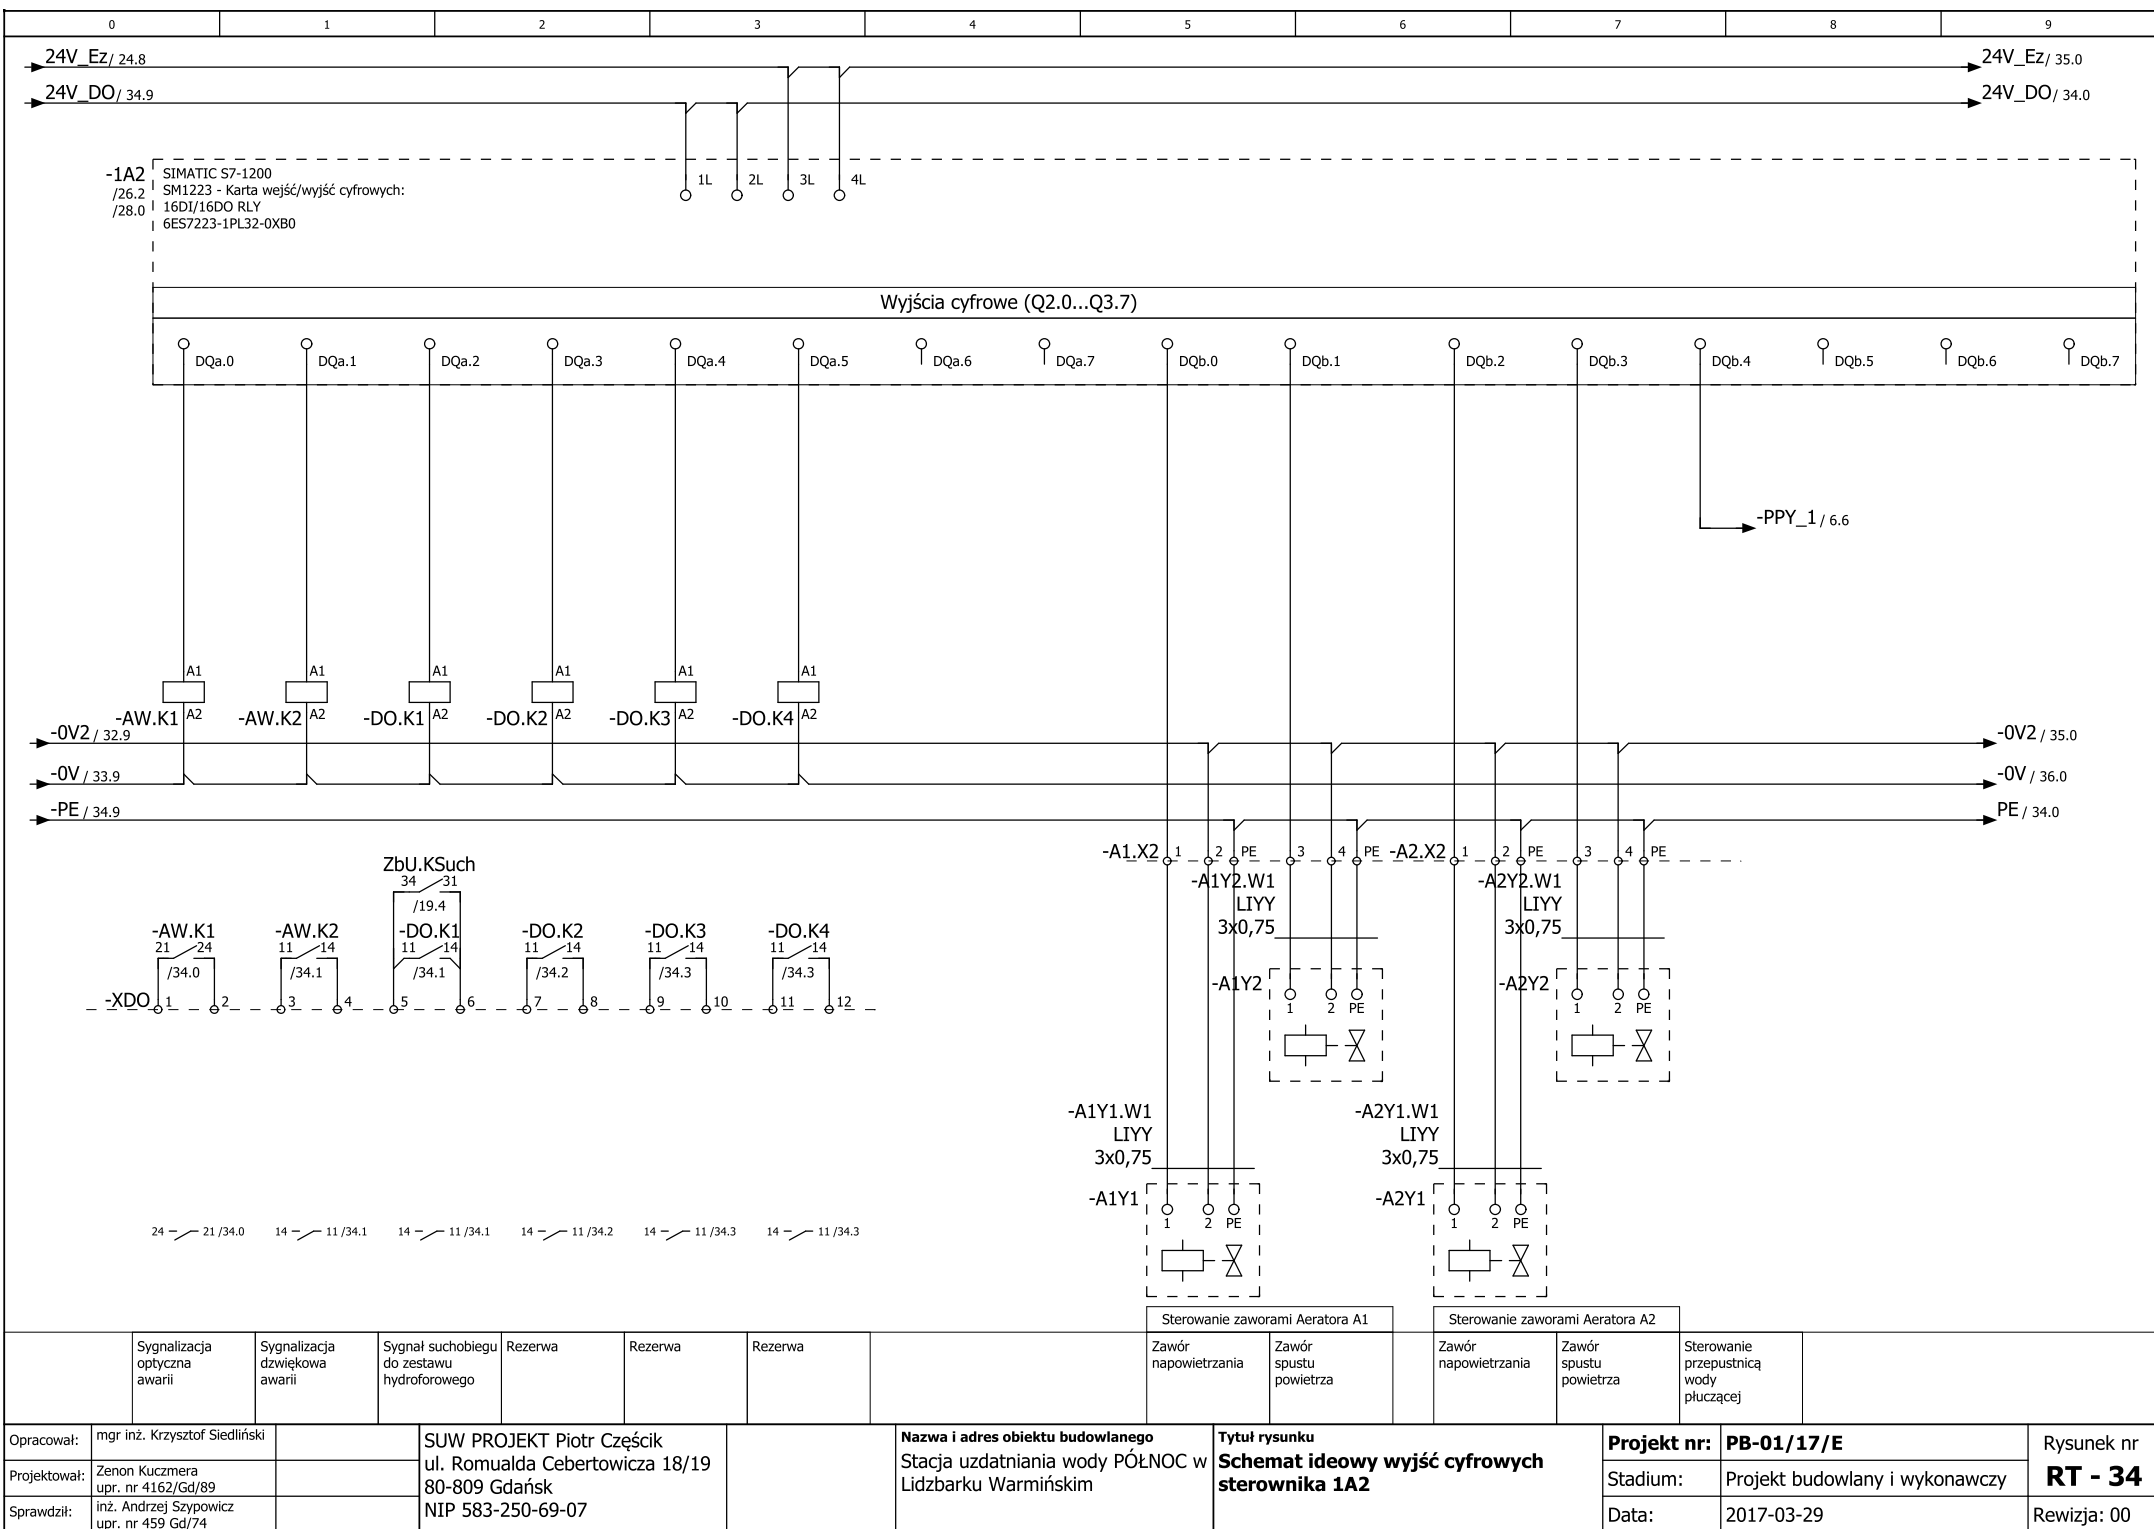 0 1 2 3 4 5 6 7 8 9
24V_Ez/ 24.8 24V_Ez/ 35.0
24V_DO/ 34.9 24V_DO/ 34.0
-1A2
/26.2
/28.0
SIMATIC S7-1200
SM1223 - Karta wejść/wyjść cyfrowych:
16DI/16DO RLY
6ES7223-1PL32-0XB0
1L 2L 3L 4L
Wyjścia cyfrowe (Q2.0...Q3.7)
DQa.0 DQa.1 DQa.2 DQa.3 DQa.4 DQa.5 DQa.6 DQa.7 DQb.0 DQb.1 DQb.2 DQb.3 DQb.4 DQb.5 DQb.6 DQb.7
-PPY_1 / 6.6
A1 A1 A1 A1 A1 A1
-AW.K1 A2 -AW.K2 A2 -DO.K1 A2 -DO.K2 A2 -DO.K3 A2 -DO.K4 A2
-0V2 / 32.9 -0V2 / 35.0
-0V / 33.9 -0V / 36.0
-PE / 34.9 PE / 34.0
-A1.X2 1 2 PE 3 4 PE -A2.X2 1 2 PE 3 4 PE
ZbU.KSuch
34 31
/19.4
-A1Y2.W1
LIYY
3x0,75
-A2Y2.W1
LIYY
3x0,75
-AW.K1 -AW.K2 -DO.K1 -DO.K2 -DO.K3 -DO.K4
21 24 11 14 11 14 11 14 11 14 11 14
/34.0 /34.1 /34.1 /34.2 /34.3 /34.3
-XDO 1 2 3 4 5 6 7 8 9 10 11 12
-A1Y2 -A2Y2
1 2 PE 1 2 PE
-A1Y1.W1
LIYY
3x0,75
-A2Y1.W1
LIYY
3x0,75
-A1Y1 -A2Y1
1 2 PE 1 2 PE
24 21 /34.0 14 11 /34.1 14 11 /34.1 14 11 /34.2 14 11 /34.3 14 11 /34.3
Sterowanie zaworami Aeratora A1 Sterowanie zaworami Aeratora A2
Sygnalizacja
optyczna
awarii
Sygnalizacja
dzwiękowa
awarii
Sygnał suchobiegu
do zestawu
hydroforowego
Rezerwa
Rezerwa
Rezerwa
Zawór
napowietrzania
Zawór
spustu
powietrza
Zawór
napowietrzania
Zawór
spustu
powietrza
Sterowanie
przepustnicą
wody
płuczącej
Opracował: mgr inż. Krzysztof Siedliński
Projektował: Zenon Kuczmera
upr. nr 4162/Gd/89
Sprawdził: inż. Andrzej Szypowicz
upr. nr 459 Gd/74
SUW PROJEKT Piotr Częścik
ul. Romualda Cebertowicza 18/19
80-809 Gdańsk
NIP 583-250-69-07
Nazwa i adres obiektu budowlanego
Stacja uzdatniania wody PÓŁNOC w
Lidzbarku Warmińskim
Tytuł rysunku
Schemat ideowy wyjść cyfrowych
sterownika 1A2
Projekt nr: PB-01/17/E
Stadium: Projekt budowlany i wykonawczy
Data: 2017-03-29
Rysunek nr
RT - 34
Rewizja: 00